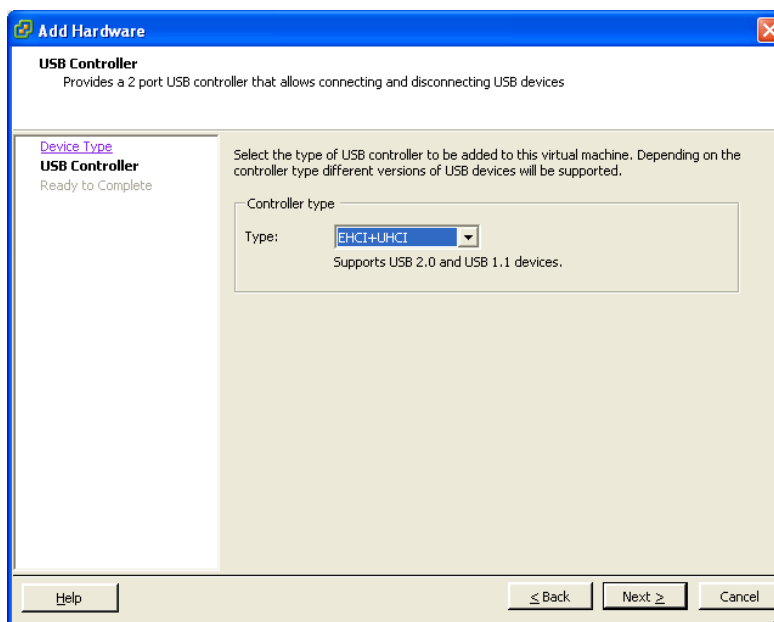 Add Hardware
USB Controller
Provides a 2 port USB controller that allows connecting and disconnecting USB devices
Device Type
USB Controller
Ready to Complete
Select the type of USB controller to be added to this virtual machine. Depending on the
controller type different versions of USB devices will be supported.
Controller type
Type: EHCI+UHCI
Supports USB 2.0 and USB 1.1 devices.
Help
< Back
Next >
Cancel